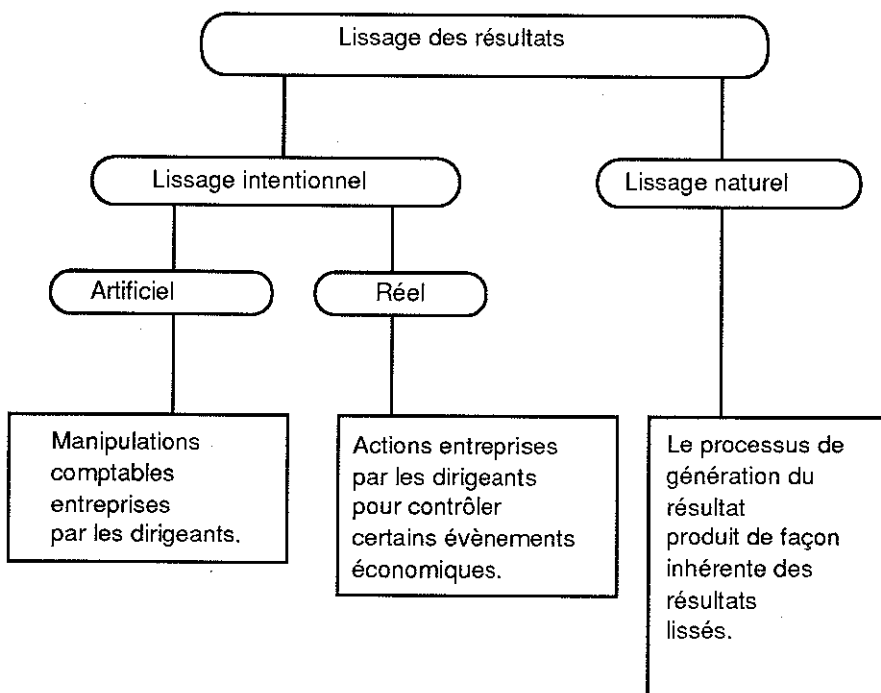 Lissage des résultats
Lissage intentionnel
Lissage naturel
Artificiel
Réel
Manipulations
comptables
entreprises
par les dirigeants.
Actions entreprises
par les dirigeants
pour contrôler
certains évènements
économiques.
Le processus de
génération du
résultat
produit de façon
inhérente des
résultats
lissés.